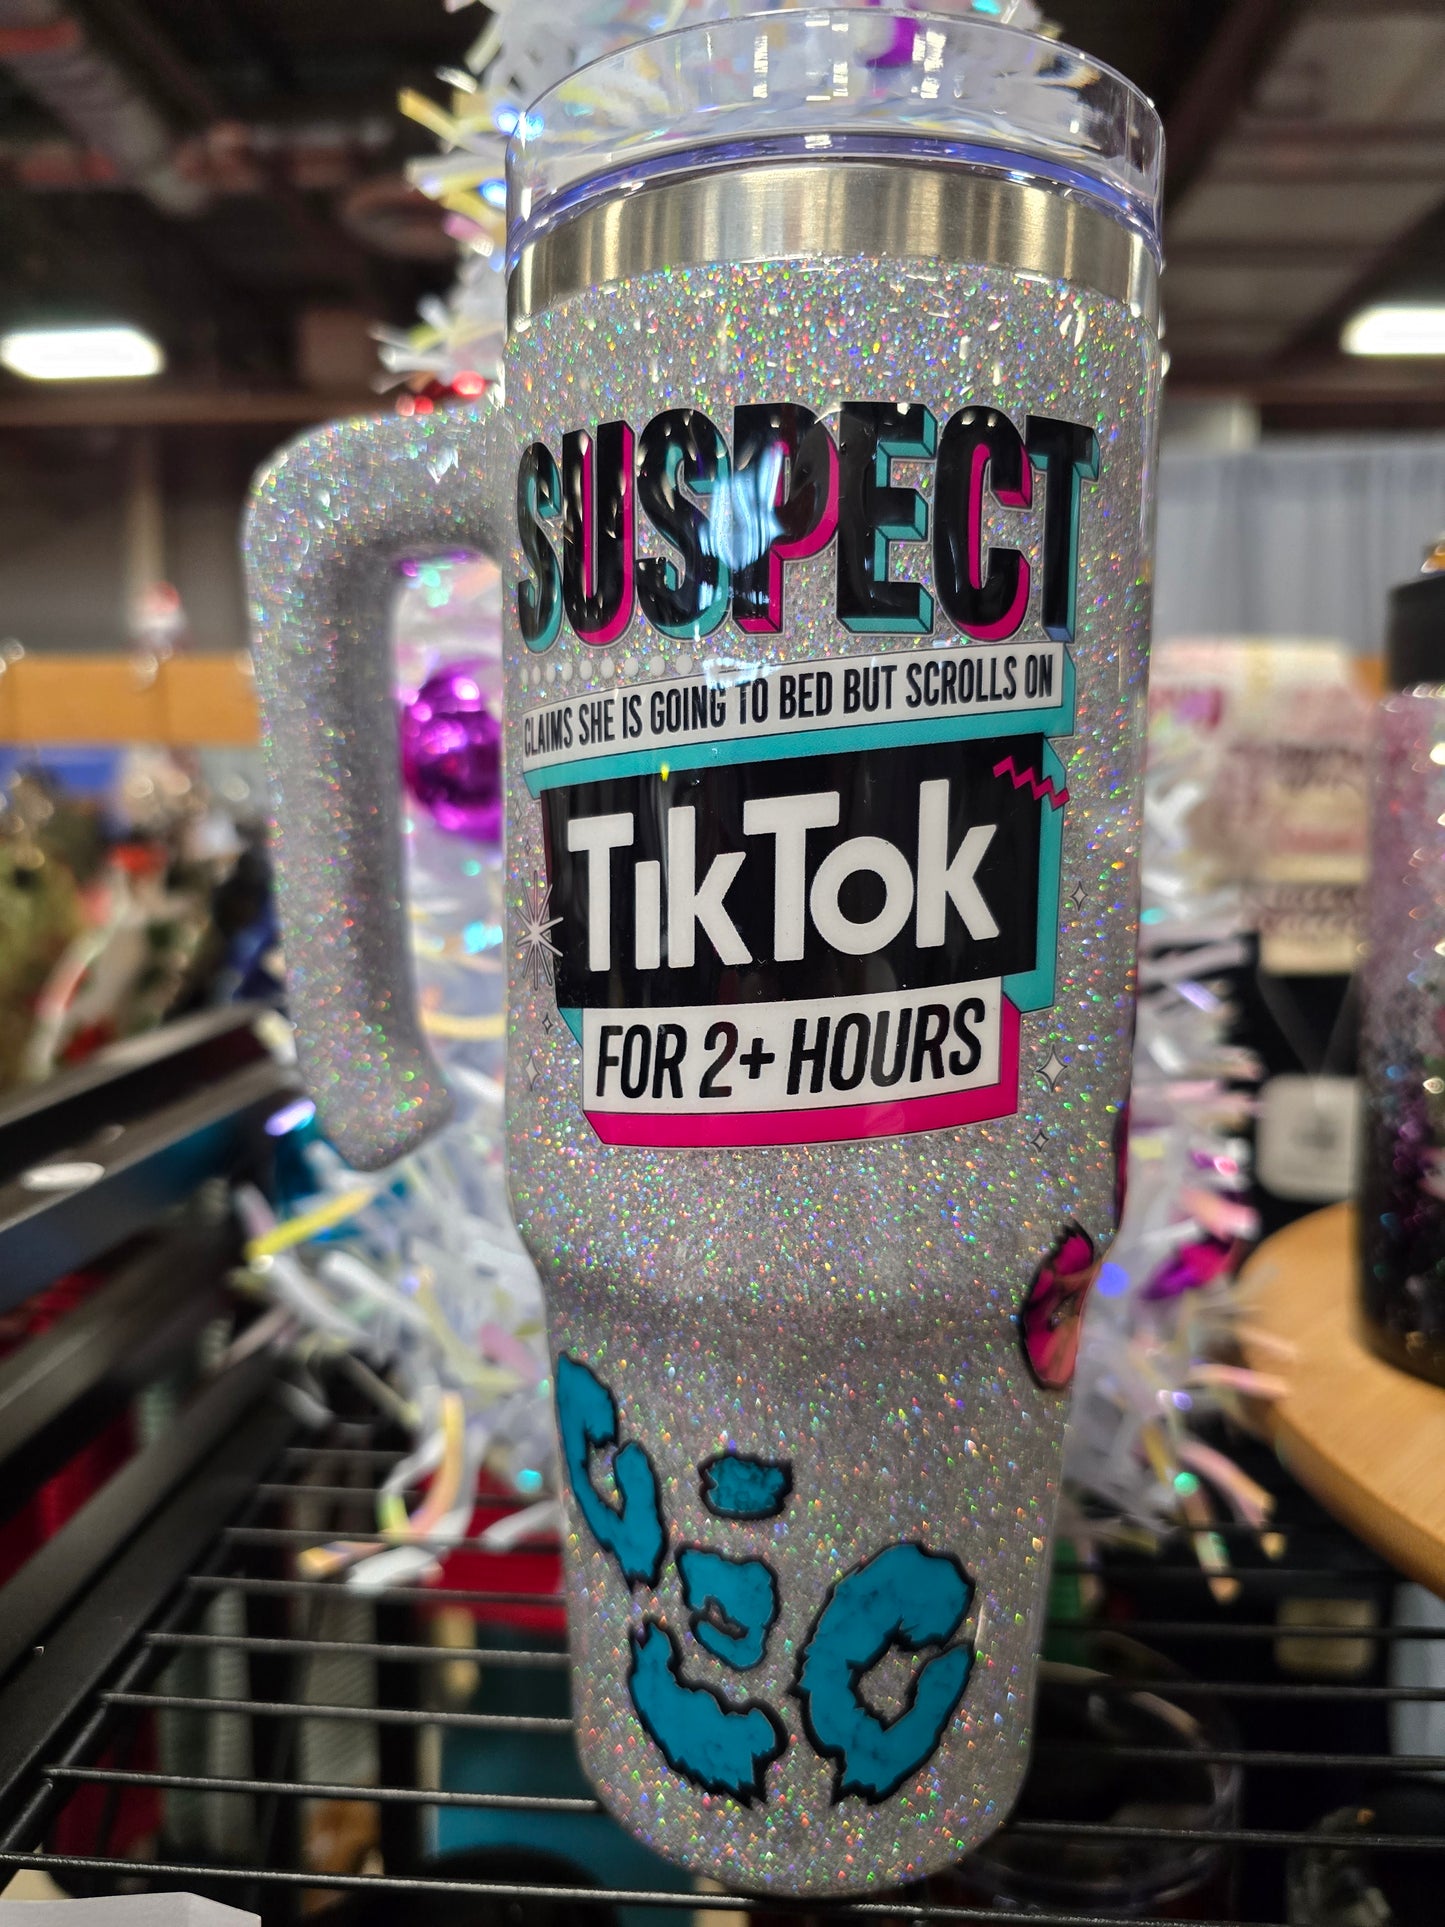 SUSPECT
CLAIMS SHE IS GOING TO BED BUT SCROLLS ON
TikTok
FOR 2+ HOURS